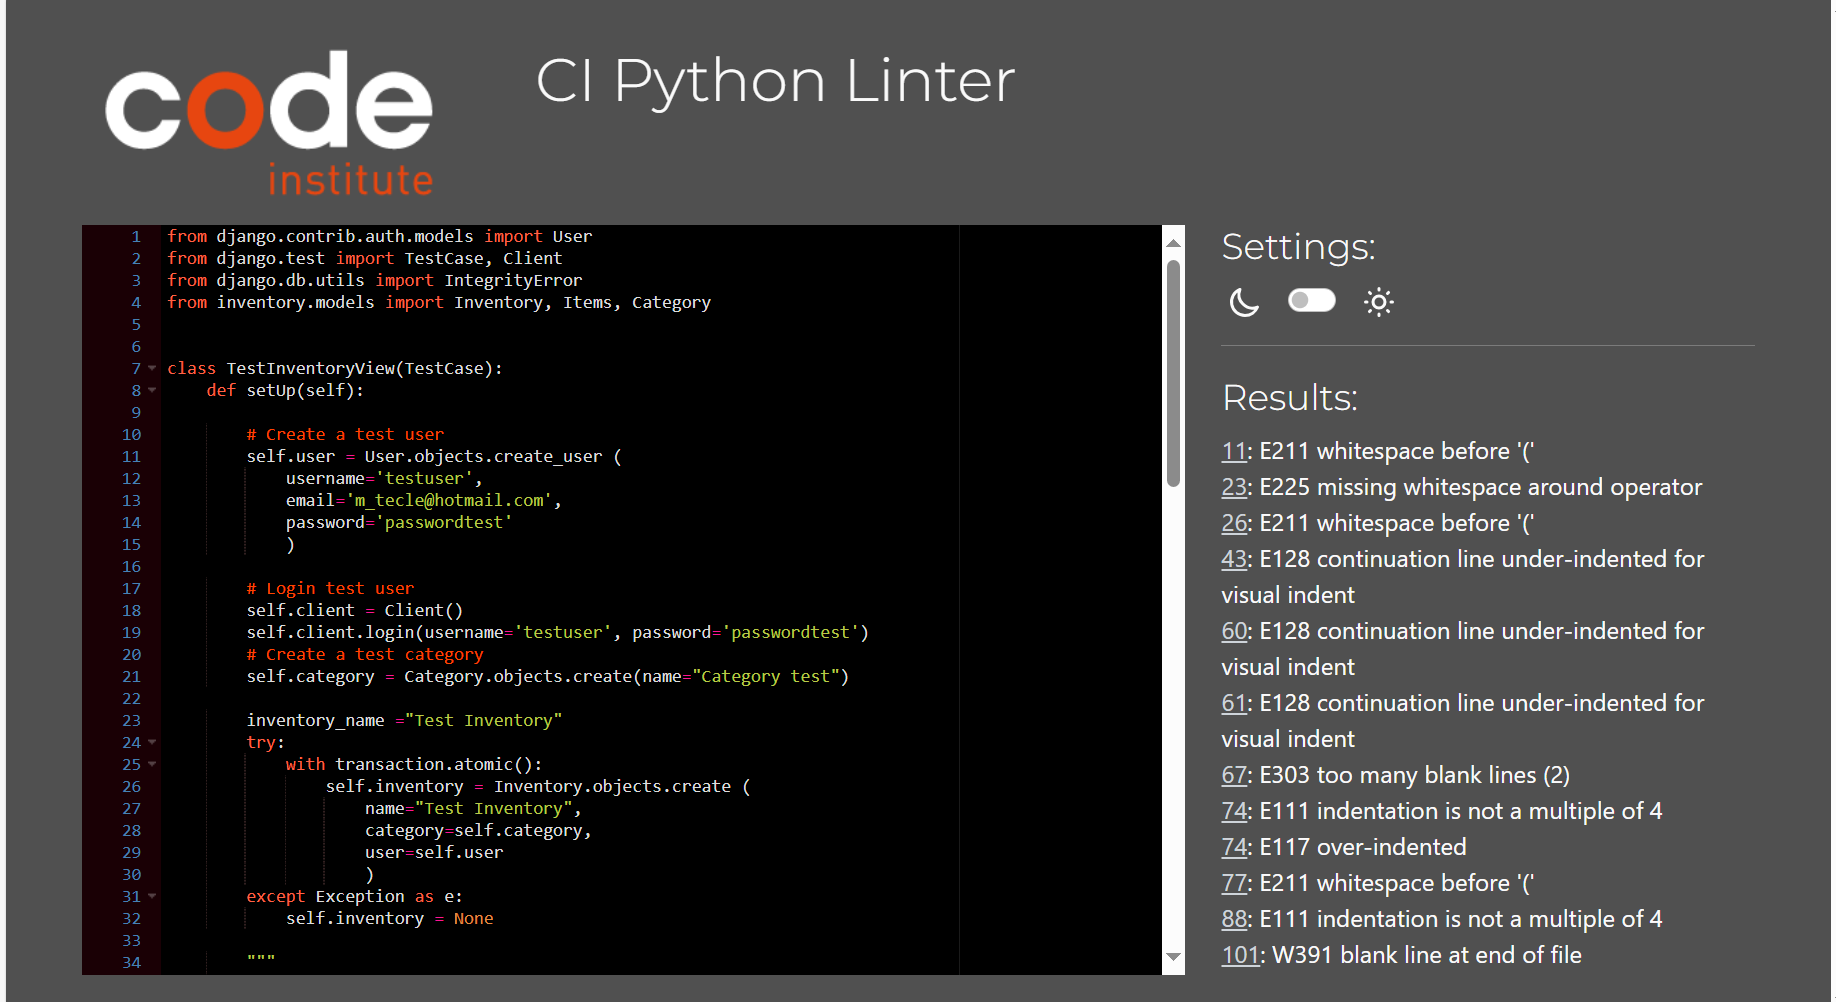 code
institute
CI Python Linter
1 from django.contrib.auth.models import User
2 from django.test import TestCase, Client
3 from django.db.utils import IntegrityError
4 from inventory.models import Inventory, Items, Category
5
6
7 class TestInventoryView(TestCase):
8     def setUp(self):
9
10         # Create a test user
11         self.user = User.objects.create_user (
12             username='testuser',
13             email='m_tecle@hotmail.com',
14             password='passwordtest'
15             )
16
17         # Login test user
18         self.client = Client()
19         self.client.login(username='testuser', password='passwordtest')
20         # Create a test category
21         self.category = Category.objects.create(name="Category test")
22
23         inventory_name ="Test Inventory"
24         try:
25             with transaction.atomic():
26                 self.inventory = Inventory.objects.create (
27                     name="Test Inventory",
28                     category=self.category,
29                     user=self.user
30                     )
31         except Exception as e:
32             self.inventory = None
33
34         """
Settings:
Results:
11: E211 whitespace before '('
23: E225 missing whitespace around operator
26: E211 whitespace before '('
43: E128 continuation line under-indented for
visual indent
60: E128 continuation line under-indented for
visual indent
61: E128 continuation line under-indented for
visual indent
67: E303 too many blank lines (2)
74: E111 indentation is not a multiple of 4
74: E117 over-indented
77: E211 whitespace before '('
88: E111 indentation is not a multiple of 4
101: W391 blank line at end of file